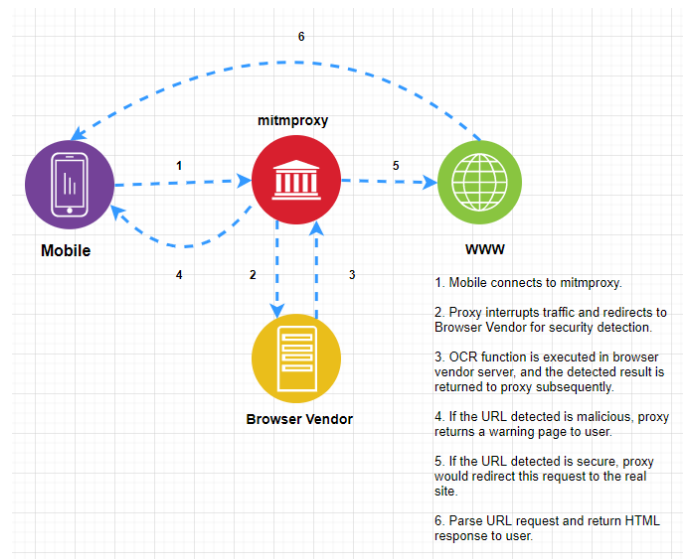 6
mitmproxy
1
5
Mobile
WWW
4
2
3
1. Mobile connects to mitmproxy.
2. Proxy interrupts traffic and redirects to
Browser Vendor for security detection.
3. OCR function is executed in browser
vendor server, and the detected result is
returned to proxy subsequently.
4. If the URL detected is malicious, proxy
returns a warning page to user.
5. If the URL detected is secure, proxy
would redirect this request to the real
site.
6. Parse URL request and return HTML
response to user.
Browser Vendor